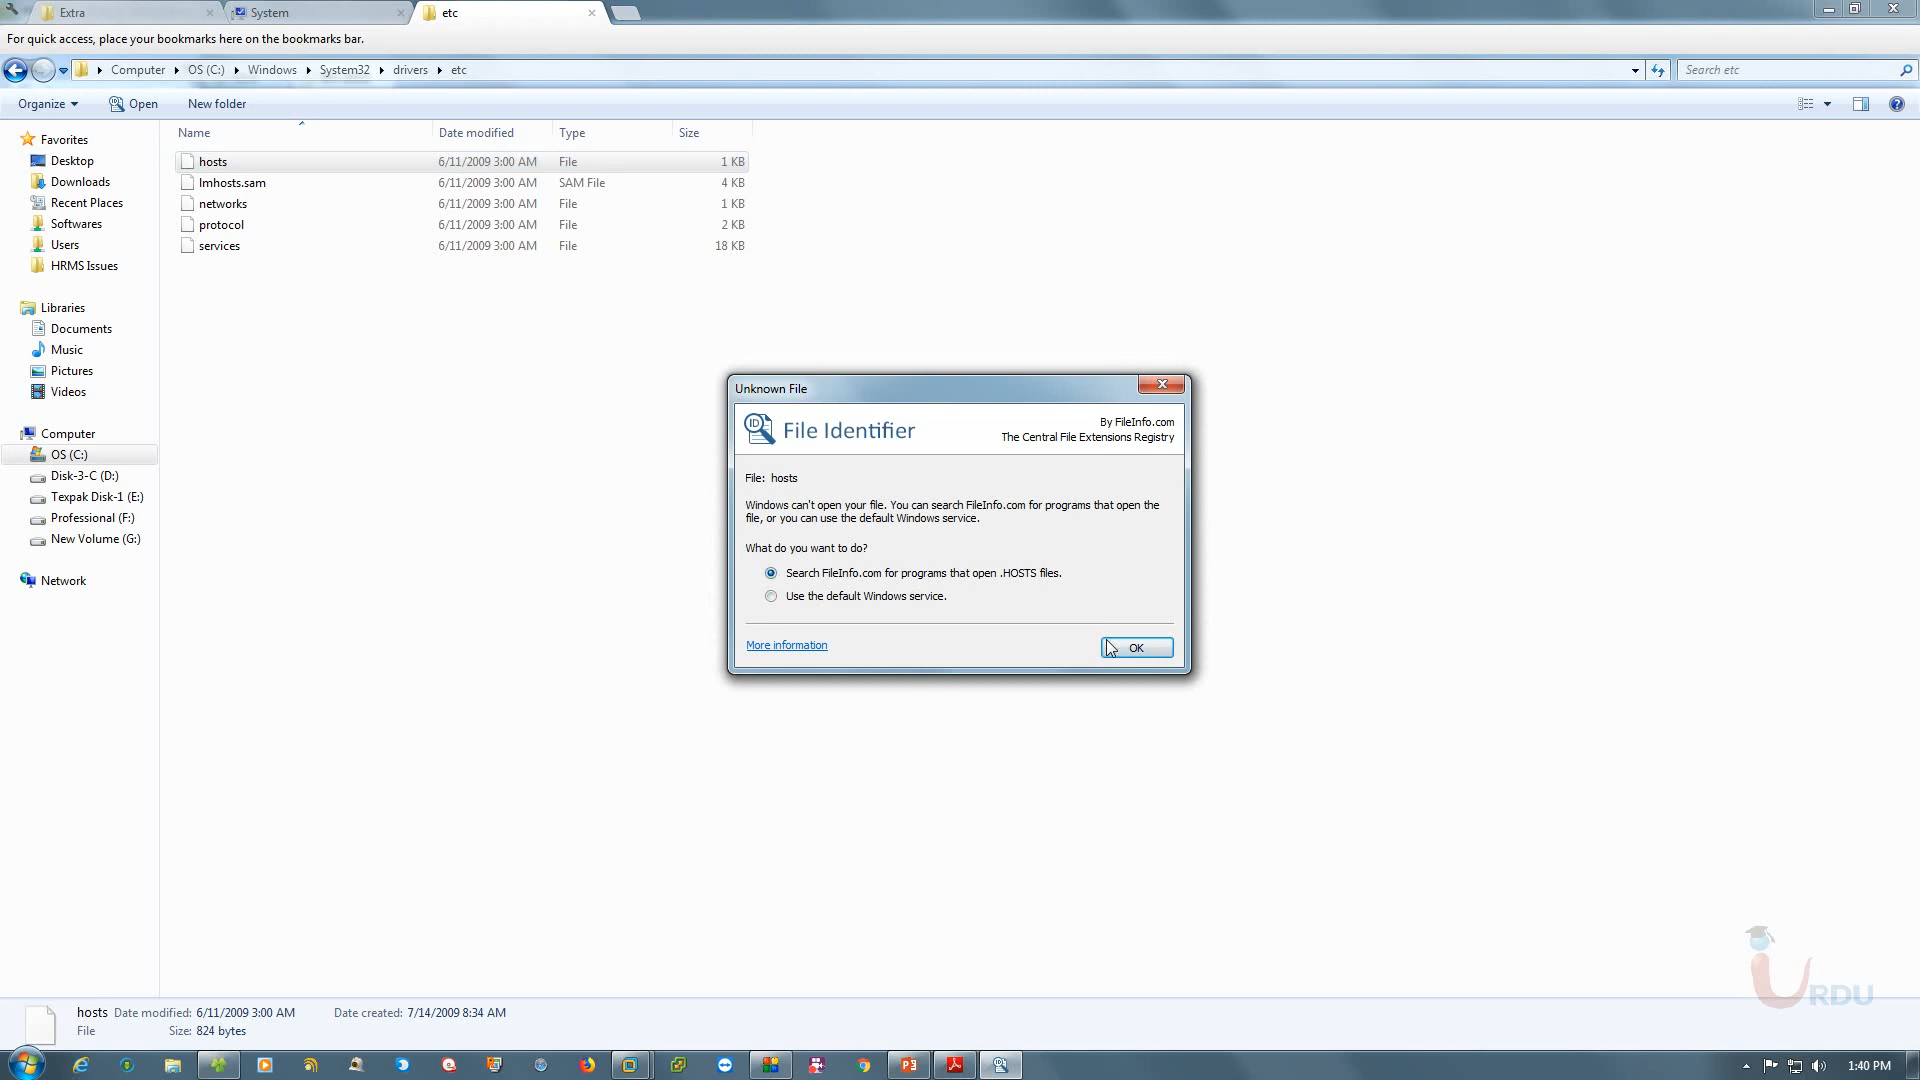 Extra
System
etc
For quick access, place your bookmarks here on the bookmarks bar.
Computer OS (C:) Windows System32 drivers etc
Search etc
Organize Open New folder
Name Date modified Type Size
hosts 6/11/2009 3:00 AM File 1 KB
lmhosts.sam 6/11/2009 3:00 AM SAM File 4 KB
networks 6/11/2009 3:00 AM File 1 KB
protocol 6/11/2009 3:00 AM File 2 KB
services 6/11/2009 3:00 AM File 18 KB
Favorites
Desktop
Downloads
Recent Places
Softwares
Users
HRMS Issues
Libraries
Documents
Music
Pictures
Videos
Computer
OS (C:)
Disk-3-C (D:)
Texpak Disk-1 (E:)
Professional (F:)
New Volume (G:)
Network
Unknown File
ID
File Identifier
By FileInfo.com
The Central File Extensions Registry
File: hosts
Windows can't open your file. You can search FileInfo.com for programs that open the
file, or you can use the default Windows service.
What do you want to do?
Search FileInfo.com for programs that open .HOSTS files.
Use the default Windows service.
More information
OK
iURDU
hosts Date modified: 6/11/2009 3:00 AM Date created: 7/14/2009 8:34 AM
File Size: 824 bytes
1:40 PM